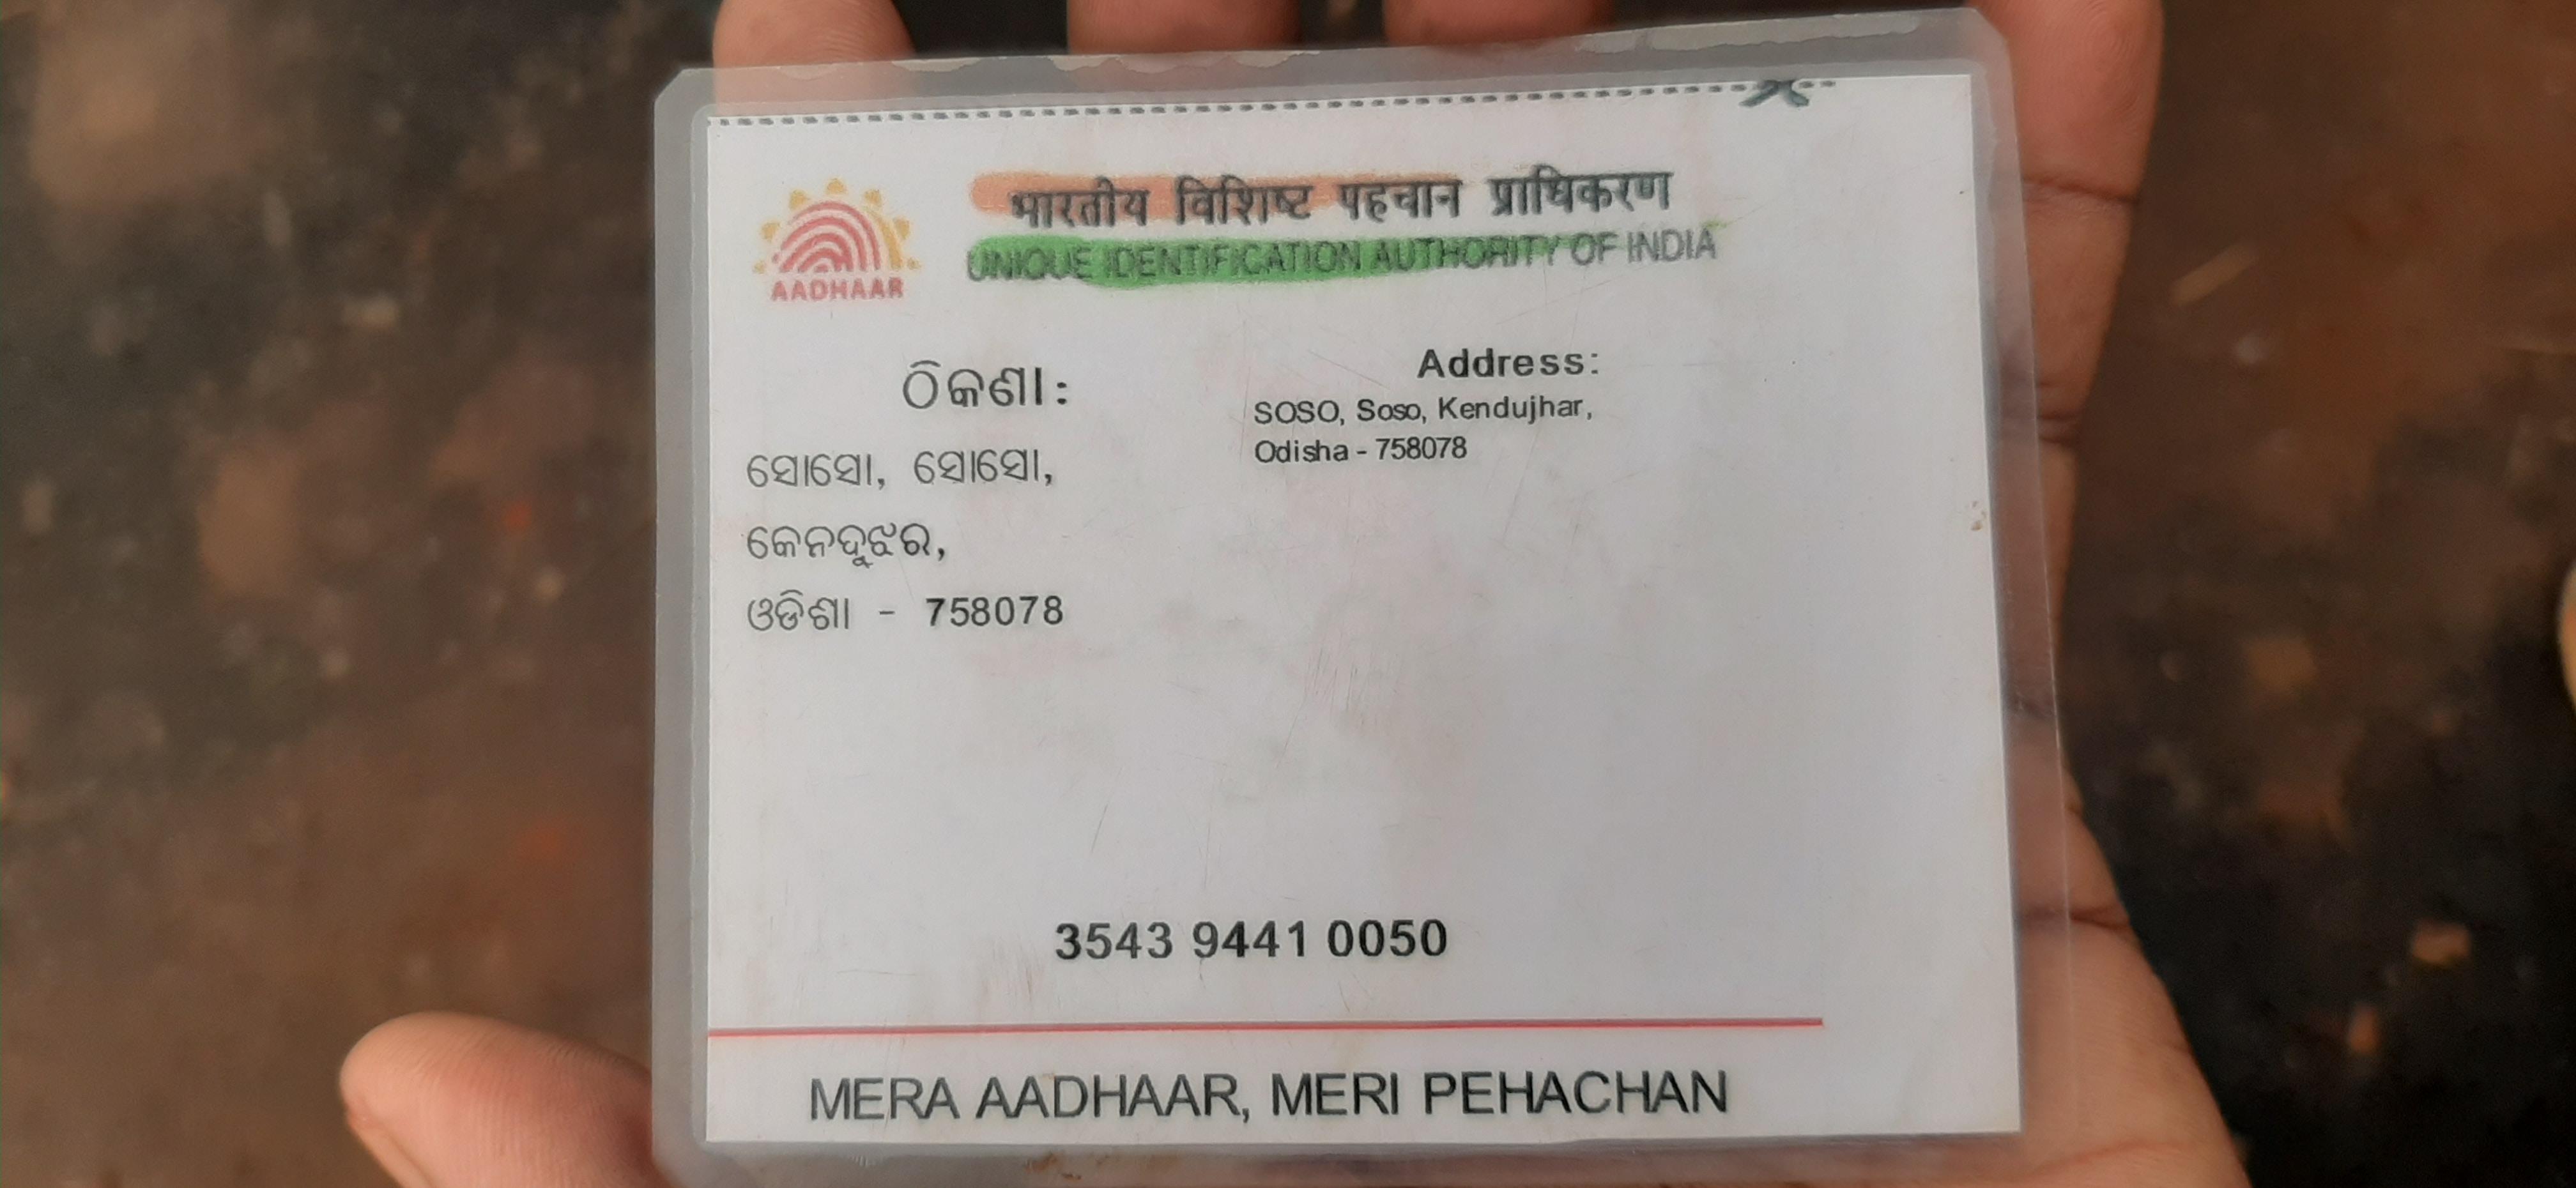 भारतीय विशिष्ट पहचान प्राधिकरण
UNIQUE IDENTIFICATION AUTHORITY OF INDIA
AADHAAR
ଠିକଣା:
ସୋସୋ, ସୋସୋ,
କେନଦୁଝର,
ଓଡିଶା - 758078
Address:
SOSO, Soso, Kendujhar,
Odisha - 758078
3543 9441 0050
MERA AADHAAR, MERI PEHACHAN